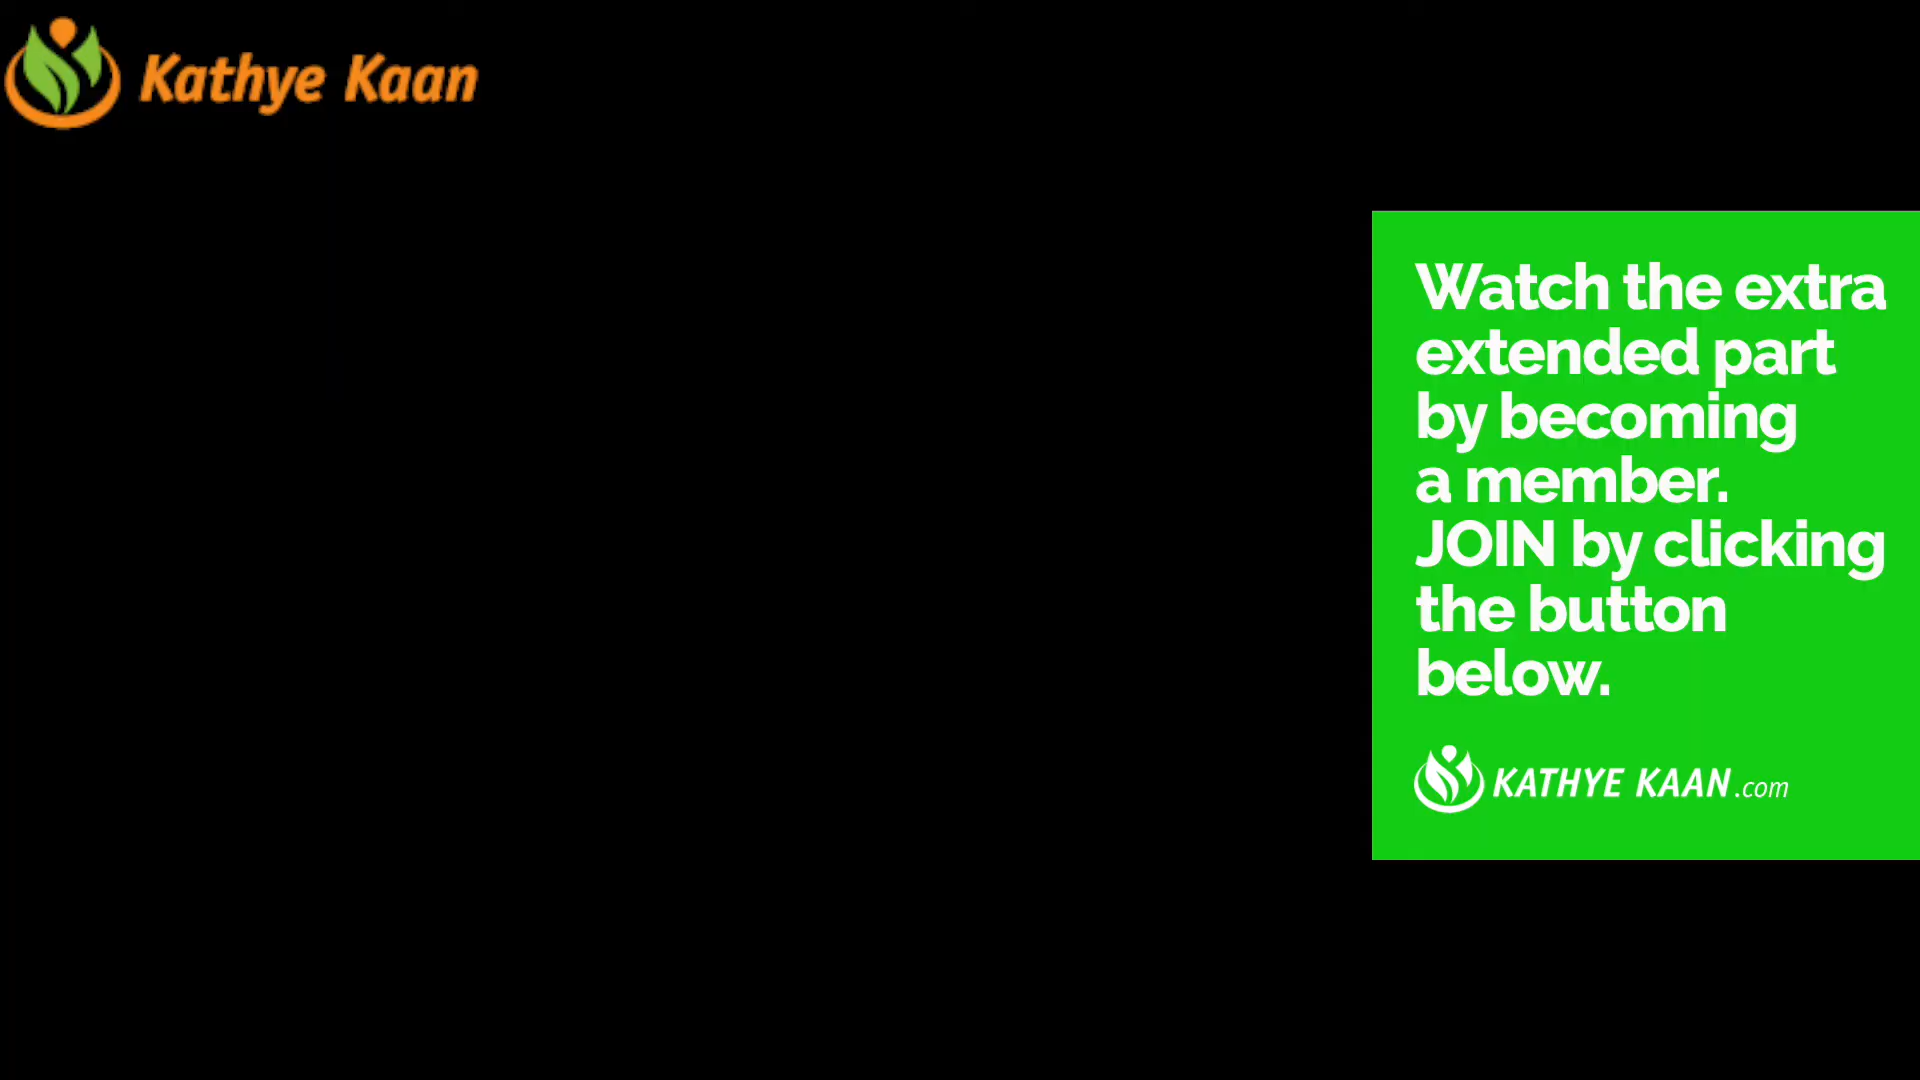 Kathye Kaan
Watch the extra
extended part
by becoming
a member.
JOIN by clicking
the button
below.
KATHYE KAAN.com